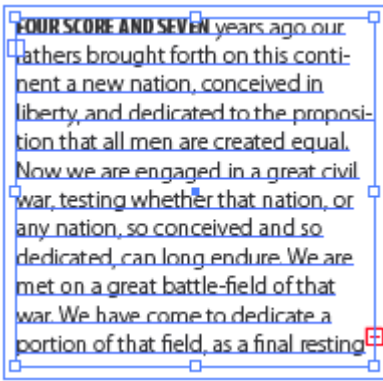 FOUR SCORE AND SEVEN years ago our
fathers brought forth on this conti-
nent a new nation, conceived in
liberty, and dedicated to the proposi-
tion that all men are created equal.
Now we are engaged in a great civil
war, testing whether that nation, or
any nation, so conceived and so
dedicated, can long endure. We are
met on a great battle-field of that
war. We have come to dedicate a
portion of that field, as a final resting